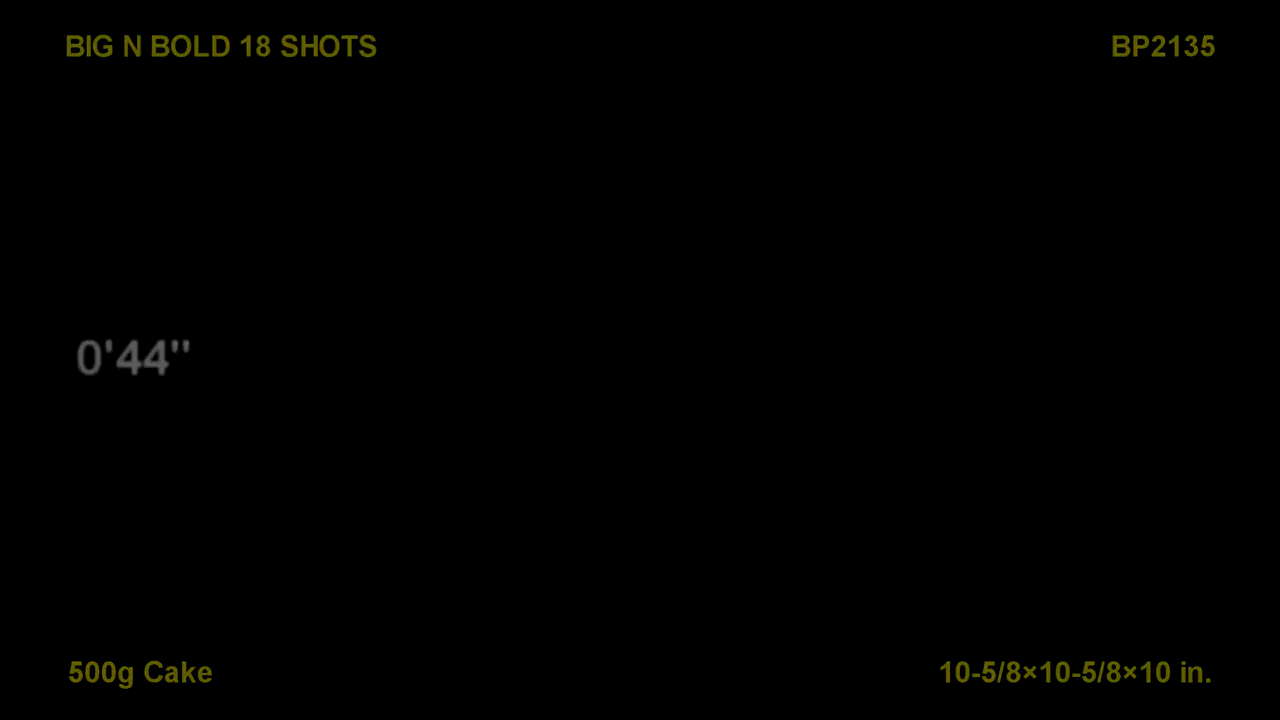 BIG N BOLD 18 SHOTS
BP2135
0'44''
500g Cake
10-5/8×10-5/8×10 in.